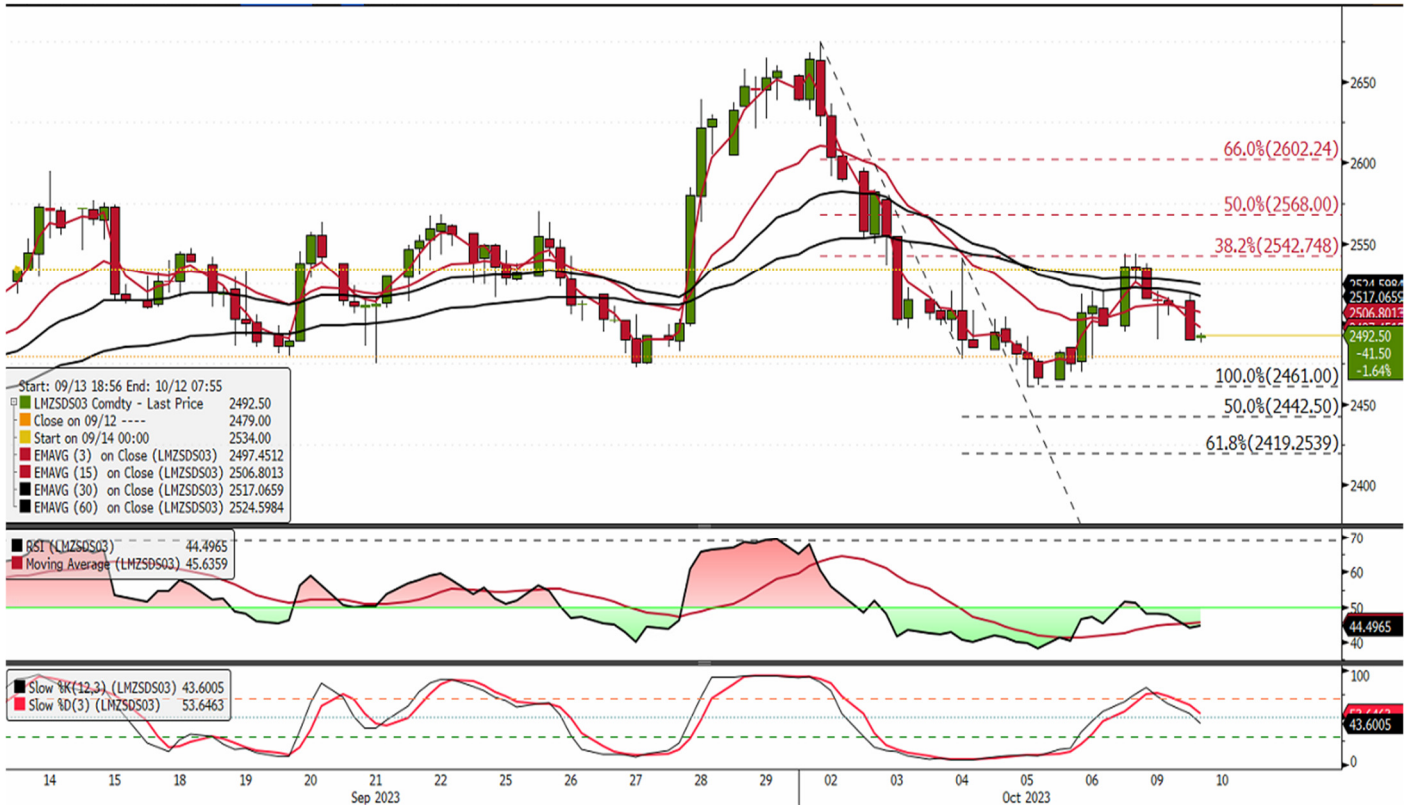 2650
66.0%(2602.24)
2600
50.0%(2568.00)
38.2%(2542.748)
2550
2524.5984
2517.0659
2506.8013
2492.50
-41.50
-1.64%
100.0%(2461.00)
2450
50.0%(2442.50)
61.8%(2419.2539)
2400
Start: 09/13 18:56 End: 10/12 07:55
LMZSDS03 Comdty - Last Price 2492.50
Close on 09/12 ---- 2479.00
Start on 09/14 00:00 2534.00
EMAVG (3) on Close (LMZSDS03) 2497.4512
EMAVG (15) on Close (LMZSDS03) 2506.8013
EMAVG (30) on Close (LMZSDS03) 2517.0659
EMAVG (60) on Close (LMZSDS03) 2524.5984
RSI (LMZSDS03) 44.4965
Moving Average (LMZSDS03) 45.6359
70
60
50
44.4965
40
Slow %K(12,3) (LMZSDS03) 43.6005
Slow %D(3) (LMZSDS03) 53.6463
100
53.6463
43.6005
0
14 15 18 19 20 21 22 25 26 27 28 29 02 03 04 05 06 09 10
Sep 2023 Oct 2023